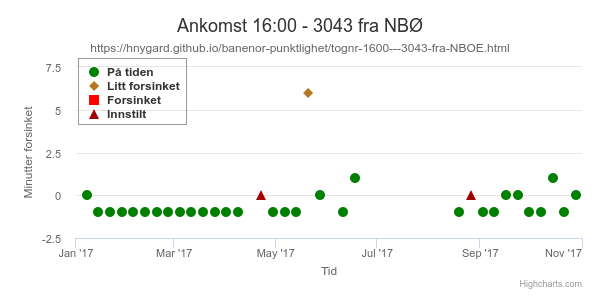 Ankomst 16:00 - 3043 fra NBØ
https://hnygard.github.io/banenor-punktlighet/tognr-1600---3043-fra-NBOE.html
På tiden
Litt forsinket
Forsinket
Innstilt
Minutter forsinket
7.5
5
2.5
0
-2.5
Jan '17 Mar '17 May '17 Jul '17 Sep '17 Nov '17
Tid
Highcharts.com